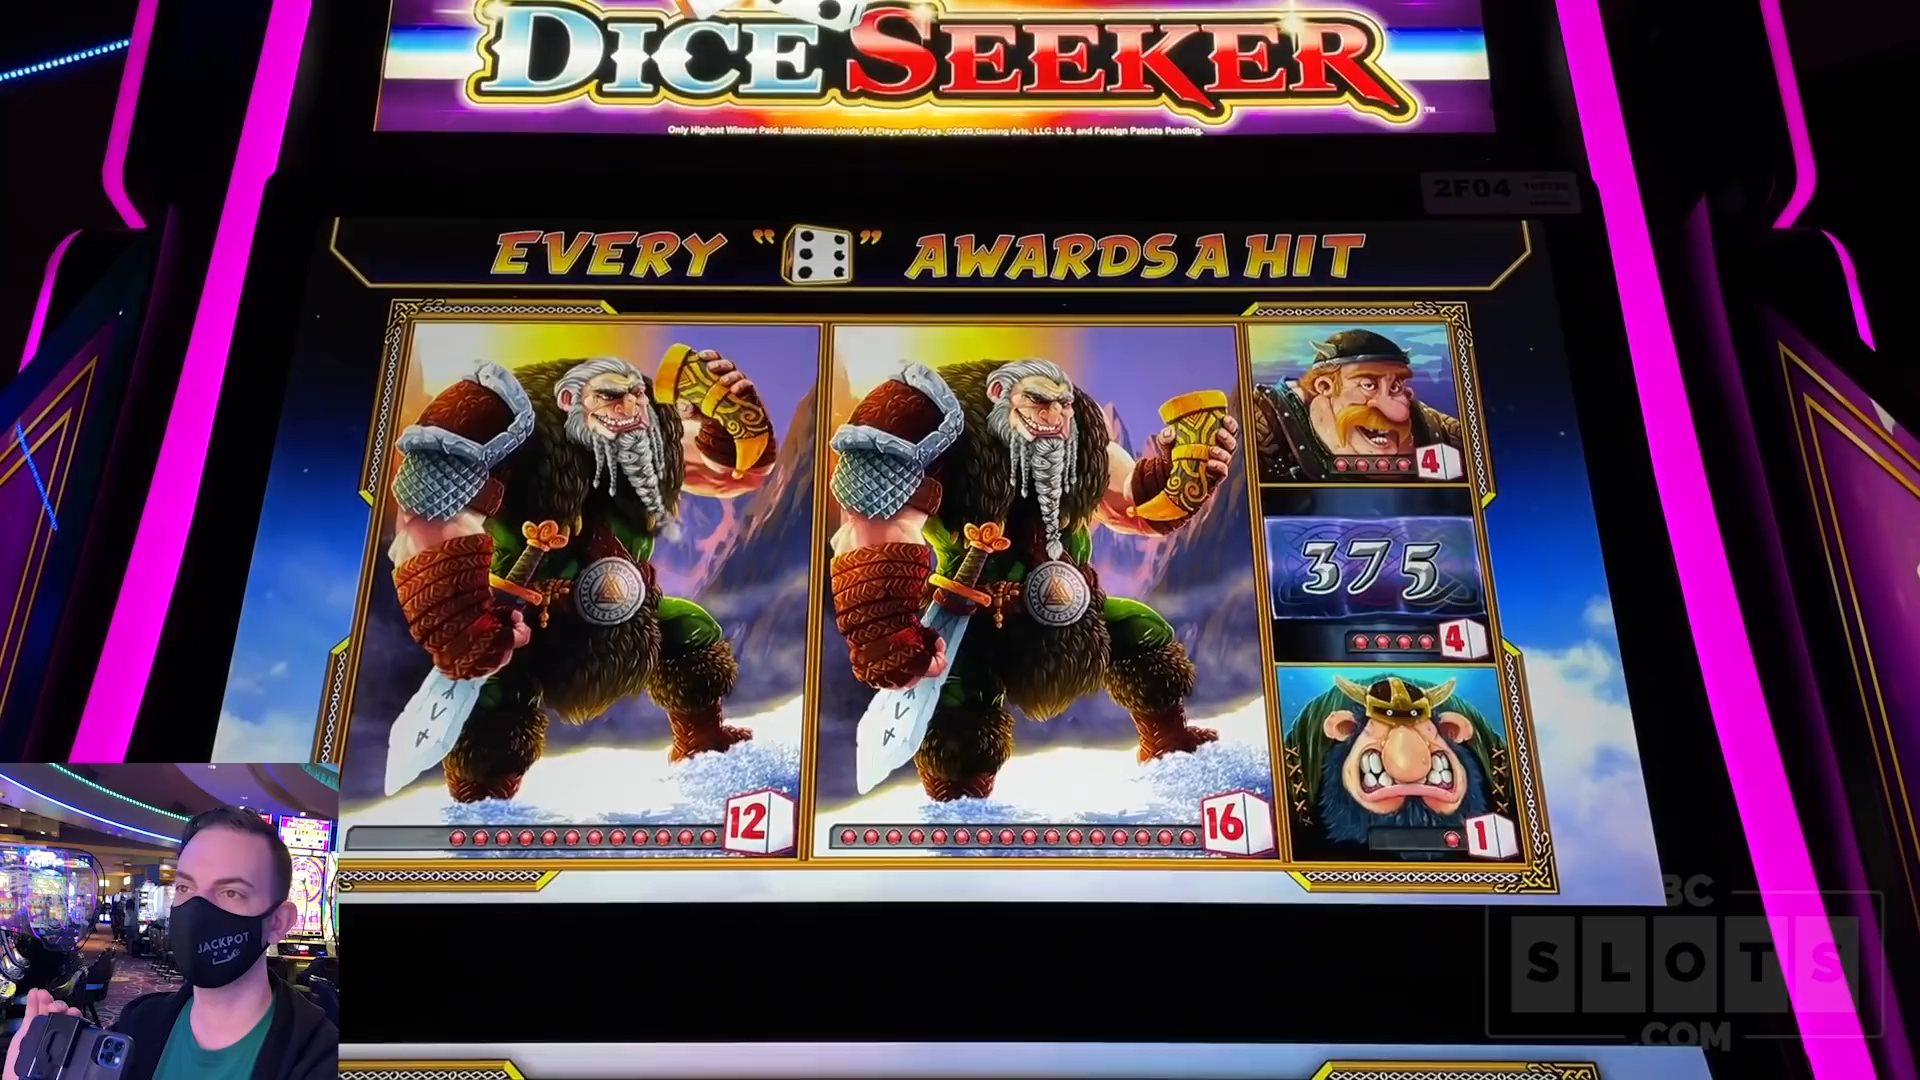 DICE SEEKER
TM
Only Highest Winner Paid. Malfunction Voids All Plays and Pays. ©2020 Gaming Arts, LLC. U.S. and Foreign Patents Pending.
2F04
EVERY " " AWARDS A HIT
4
375
4
12
16
1
JACKPOT
BC
SLOTS
.COM